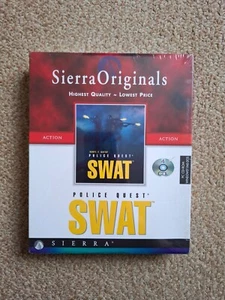 SierraOriginals
HIGHEST QUALITY - LOWEST PRICE
ACTION
ACTION
POLICE QUEST
SWAT
POLICE QUEST
SWAT
SIERRA